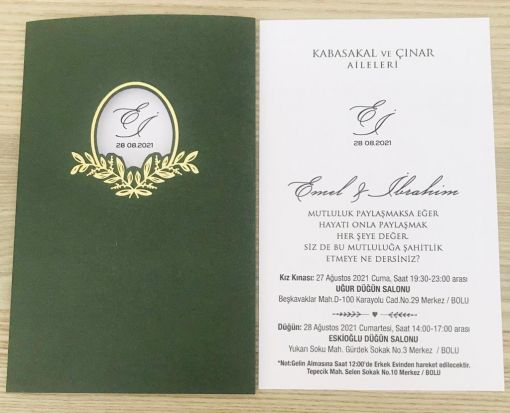 Eİ
28 08.2021
KABASAKAL VE ÇINAR
AİLELERİ
Eİ
28 08.2021
Emel & İbrahim
MUTLULUK PAYLAŞMAKSA EĞER
HAYATI ONLA PAYLAŞMAK
HER ŞEYE DEĞER.
SİZ DE BU MUTLULUĞA ŞAHİTLİK
ETMEYE NE DERSİNİZ?
Kız Kınası: 27 Ağustos 2021 Cuma, Saat 19:30-23:00 arası
UĞUR DÜĞÜN SALONU
Beşkavaklar Mah.D-100 Karayolu Cad.No.29 Merkez / BOLU
Düğün: 28 Ağustos 2021 Cumartesi, Saat 14:00-17:00 arası
ESKİOĞLU DÜĞÜN SALONU
Yukarı Soku Mah. Gürdek Sokak No.3 Merkez / BOLU
*Not:Gelin Almasına Saat 12:00'de Erkek Evinden hareket edilecektir.
Tepecik Mah. Selen Sokak No.10 Merkez / BOLU